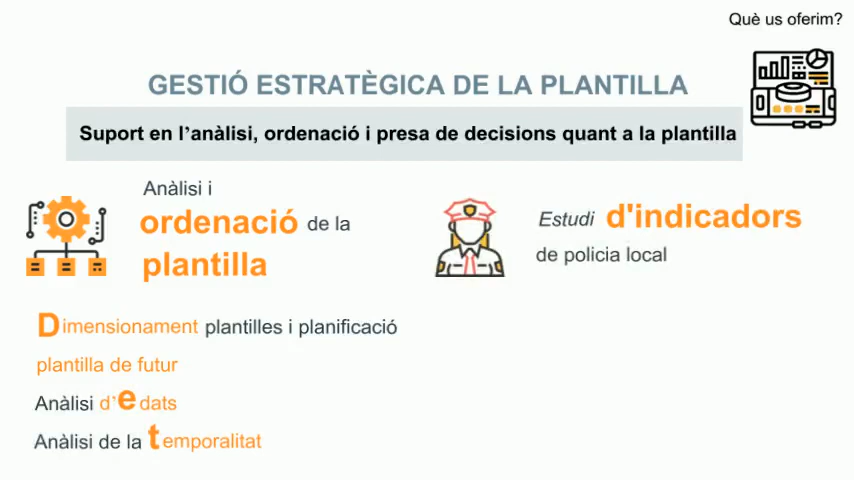 Què us oferim?
GESTIÓ ESTRATÈGICA DE LA PLANTILLA
Suport en l'anàlisi, ordenació i presa de decisions quant a la plantilla
Anàlisi i
ordenació de la
plantilla
Estudi d'indicadors
de policia local
Dimensionament plantilles i planificació
plantilla de futur
Anàlisi d'edats
Anàlisi de la temporalitat